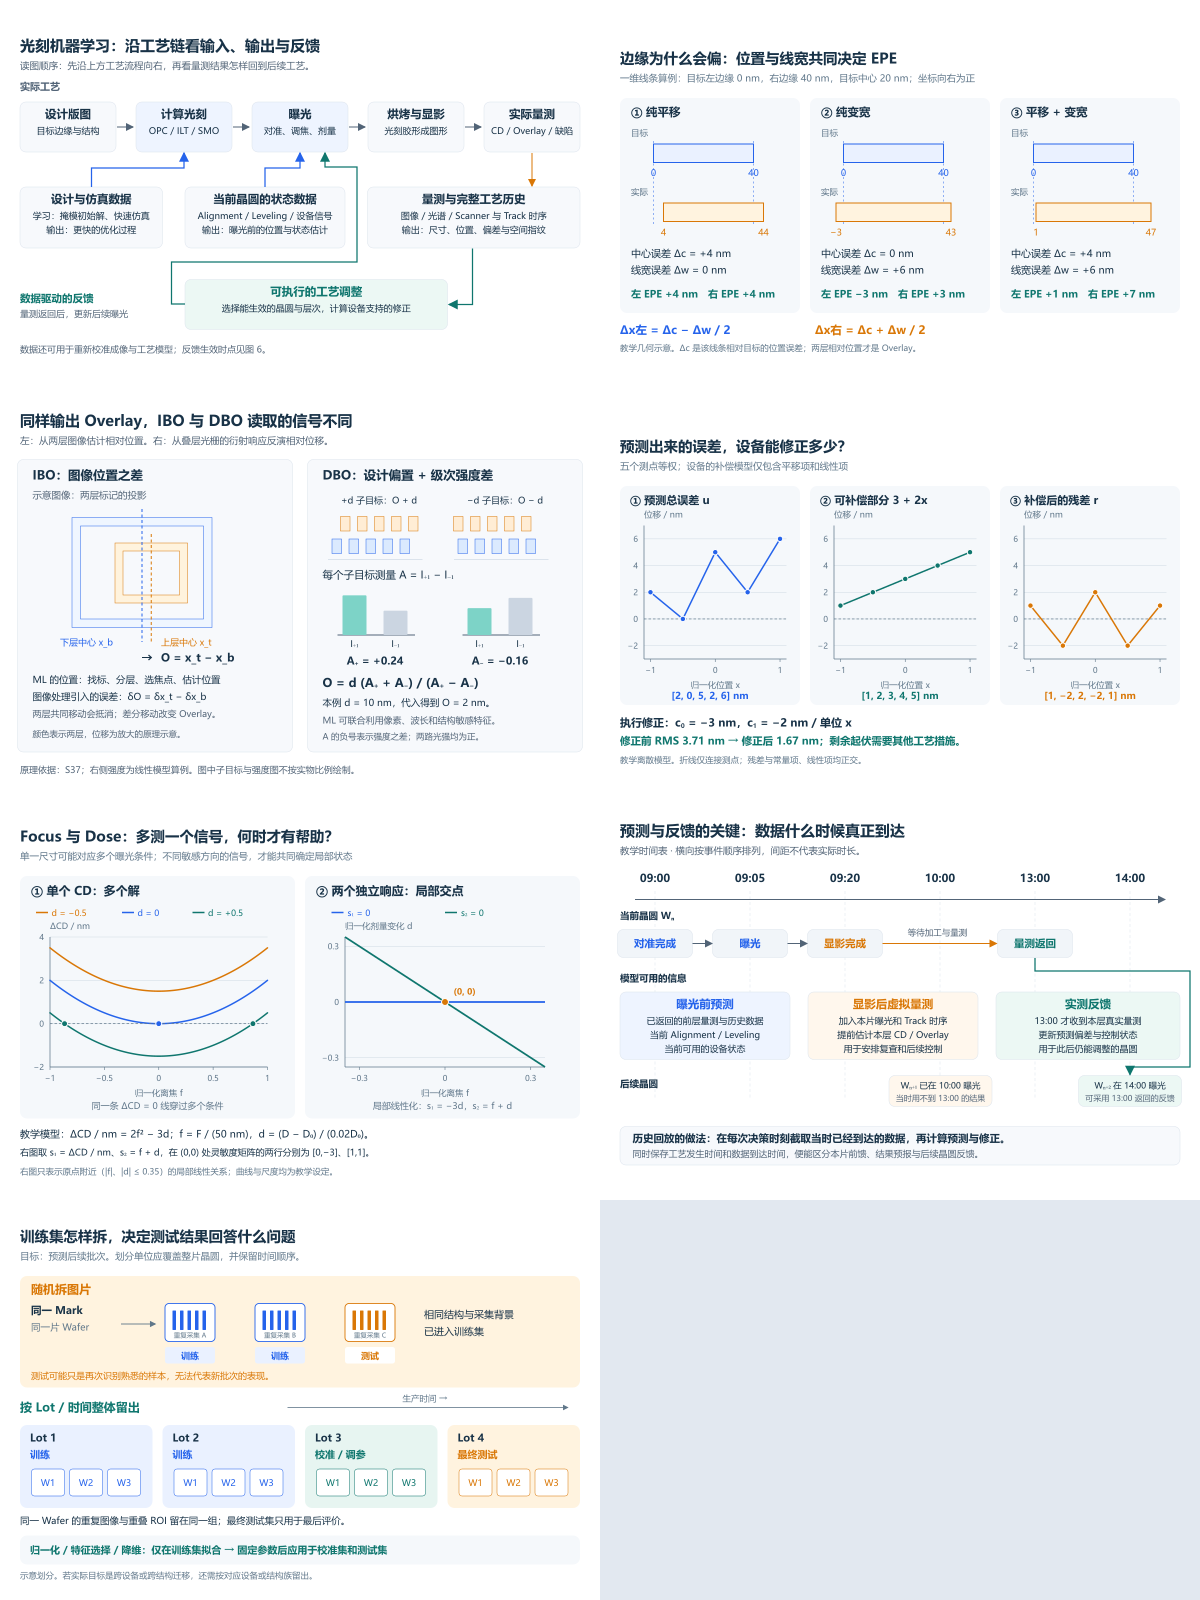 光刻机器学习：沿工艺链看输入、输出与反馈
读图顺序：先沿上方工艺流程向右，再看量测结果怎样回到后续工艺。
实际工艺
设计版图
目标边缘与结构
计算光刻
OPC / ILT / SMO
曝光
对准、调焦、剂量
烘烤与显影
光刻胶形成图形
实际量测
CD / Overlay / 缺陷
设计与仿真数据
学习：掩模初始解、快速仿真
输出：更快的优化过程
当前晶圆的状态数据
Alignment / Leveling / 设备信号
输出：曝光前的位置与状态估计
量测与完整工艺历史
图像 / 光谱 / Scanner 与 Track 时序
输出：尺寸、位置、偏差与空间指纹
数据驱动的反馈
量测返回后，更新后续曝光
可执行的工艺调整
选择能生效的晶圆与层次，计算设备支持的修正
数据还可用于重新校准成像与工艺模型；反馈生效时点见图 6。
边缘为什么会偏：位置与线宽共同决定 EPE
一维线条算例：目标左边缘 0 nm，右边缘 40 nm，目标中心 20 nm；坐标向右为正
① 纯平移
目标
0 40
实际
4 44
中心误差 Δc = +4 nm
线宽误差 Δw = 0 nm
左 EPE +4 nm 右 EPE +4 nm
② 纯变宽
目标
0 40
实际
−3 43
中心误差 Δc = 0 nm
线宽误差 Δw = +6 nm
左 EPE −3 nm 右 EPE +3 nm
③ 平移 + 变宽
目标
0 40
实际
1 47
中心误差 Δc = +4 nm
线宽误差 Δw = +6 nm
左 EPE +1 nm 右 EPE +7 nm
Δx左 = Δc − Δw / 2
Δx右 = Δc + Δw / 2
教学几何示意。Δc 是该线条相对目标的位置误差；两层相对位置才是 Overlay。
同样输出 Overlay，IBO 与 DBO 读取的信号不同
左：从两层图像估计相对位置。右：从叠层光栅的衍射响应反演相对位移。
IBO：图像位置之差
示意图像：两层标记的投影
下层中心 x_b
上层中心 x_t
→ O = x_t − x_b
ML 的位置：找标、分层、选焦点、估计位置
图像处理引入的误差：δO = δx_t − δx_b
两层共同移动会抵消；差分移动改变 Overlay。
颜色表示两层，位移为放大的原理示意。
DBO：设计偏置 + 级次强度差
+d 子目标：O + d
−d 子目标：O − d
每个子目标测量 A = I₊₁ − I₋₁
I₊₁ I₋₁
I₊₁ I₋₁
A₊ = +0.24
A₋ = −0.16
O = d (A₊ + A₋) / (A₊ − A₋)
本例 d = 10 nm，代入得到 O = 2 nm。
ML 可联合利用像素、波长和结构敏感特征。
A 的负号表示强度之差；两路光强均为正。
原理依据：S37；右侧强度为线性模型算例。图中子目标与强度图不按实物比例绘制。
预测出来的误差，设备能修正多少？
五个测点等权；设备的补偿模型仅包含平移项和线性项
① 预测总误差 u
位移 / nm
6
4
2
0
−2
−1 0 1
归一化位置 x
[2, 0, 5, 2, 6] nm
② 可补偿部分 3 + 2x
位移 / nm
6
4
2
0
−2
−1 0 1
归一化位置 x
[1, 2, 3, 4, 5] nm
③ 补偿后的残差 r
位移 / nm
6
4
2
0
−2
−1 0 1
归一化位置 x
[1, −2, 2, −2, 1] nm
执行修正：c₀ = −3 nm，c₁ = −2 nm / 单位 x
修正前 RMS 3.71 nm → 修正后 1.67 nm；剩余起伏需要其他工艺措施。
教学离散模型。折线仅连接测点；残差与常量项、线性项均正交。
Focus 与 Dose：多测一个信号，何时才有帮助？
单一尺寸可能对应多个曝光条件；不同敏感方向的信号，才能共同确定局部状态
① 单个 CD：多个解
d = −0.5 d = 0 d = +0.5
ΔCD / nm
4
2
0
−2
−1 −0.5 0 0.5 1
归一化离焦 f
同一条 ΔCD = 0 线穿过多个条件
② 两个独立响应：局部交点
s₁ = 0 s₂ = 0
归一化剂量变化 d
0.3
0
−0.3
(0, 0)
−0.3 0 0.3
归一化离焦 f
局部线性化：s₁ = −3d，s₂ = f + d
教学模型：ΔCD / nm = 2f² − 3d；f = F / (50 nm)，d = (D − D₀) / (0.02D₀)。
右图取 s₁ = ΔCD / nm、s₂ = f + d，在 (0,0) 处灵敏度矩阵的两行分别为 [0,−3]、[1,1]。
右图只表示原点附近（|f|、|d| ≤ 0.35）的局部线性关系；曲线与尺度均为教学设定。
预测与反馈的关键：数据什么时候真正到达
教学时间表 · 横向按事件顺序排列，间距不代表实际时长。
09:00 09:05 09:20 10:00 13:00 14:00
当前晶圆 Wₙ
对准完成
曝光
显影完成
等待加工与量测
量测返回
模型可用的信息
曝光前预测
已返回的前层量测与历史数据
当前 Alignment / Leveling
当前可用的设备状态
显影后虚拟量测
加入本片曝光和 Track 时序
提前估计本层 CD / Overlay
用于安排复查和后续控制
实测反馈
13:00 才收到本层真实量测
更新预测偏差与控制状态
用于此后仍能调整的晶圆
后续晶圆
Wₙ₊₁ 已在 10:00 曝光
当时用不到 13:00 的结果
Wₙ₊₂ 在 14:00 曝光
可采用 13:00 返回的反馈
历史回放的做法：在每次决策时刻截取当时已经到达的数据，再计算预测与修正。
同时保存工艺发生时间和数据到达时间，便能区分本片前馈、结果预报与后续晶圆反馈。
训练集怎样拆，决定测试结果回答什么问题
目标：预测后续批次。划分单位应覆盖整片晶圆，并保留时间顺序。
随机拆图片
同一 Mark
同一片 Wafer
重复采集 A
训练
重复采集 B
训练
重复采集 C
测试
相同结构与采集背景
已进入训练集
测试可能只是再次识别熟悉的样本，无法代表新批次的表现。
按 Lot / 时间整体留出
生产时间 →
Lot 1
训练
W1 W2 W3
Lot 2
训练
W1 W2 W3
Lot 3
校准 / 调参
W1 W2 W3
Lot 4
最终测试
W1 W2 W3
同一 Wafer 的重复图像与重叠 ROI 留在同一组；最终测试集只用于最后评价。
归一化 / 特征选择 / 降维：仅在训练集拟合 → 固定参数后应用于校准集和测试集
示意划分。若实际目标是跨设备或跨结构迁移，还需按对应设备或结构族留出。